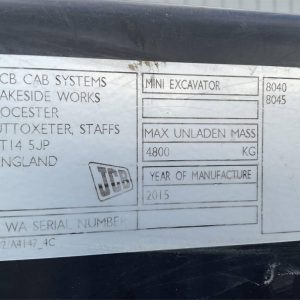 CB CAB SYSTEMS
AKESIDE WORKS
OCESTER
UTTOXETER, STAFFS
T14 5JP
ENGLAND
JCB
WA SERIAL NUMBER
MINI EXCAVATOR
MAX UNLADEN MASS
4800 KG
YEAR OF MANUFACTURE
2015
8040
8045